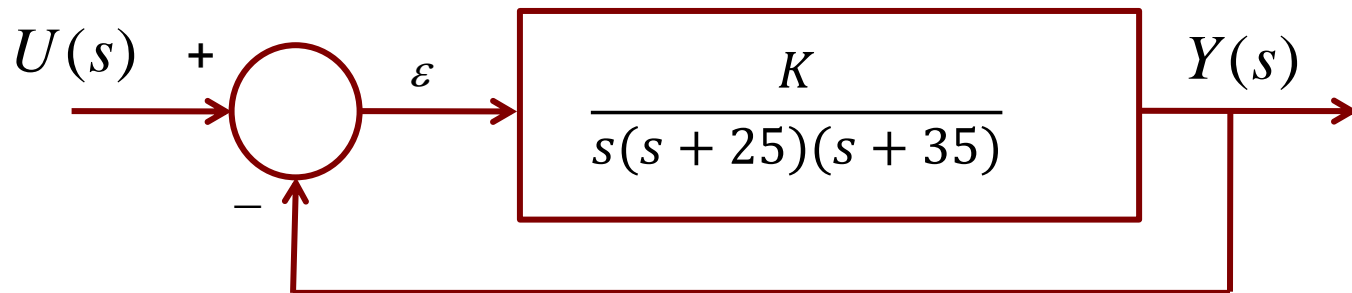 U(s) + ε K Y(s)
s(s + 25)(s + 35)
−